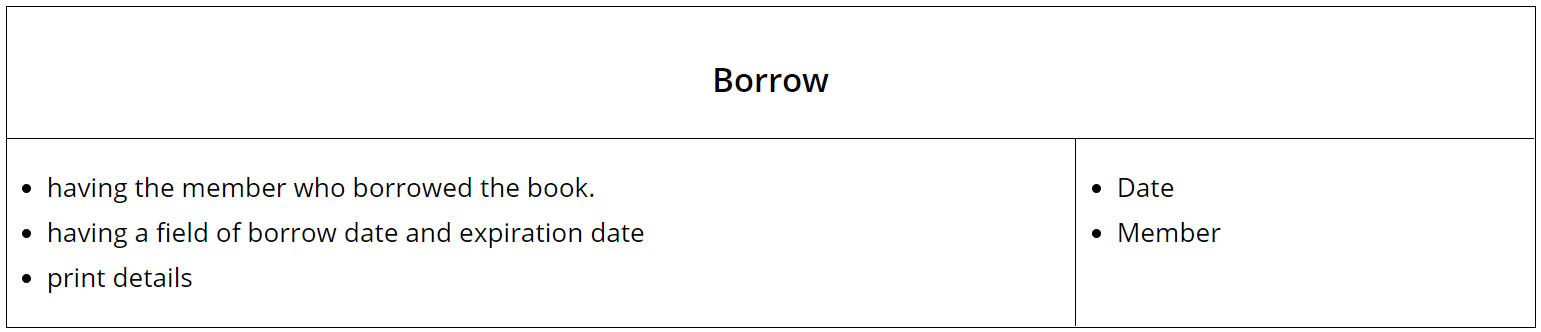 Borrow
• having the member who borrowed the book.
• having a field of borrow date and expiration date
• print details
• Date
• Member